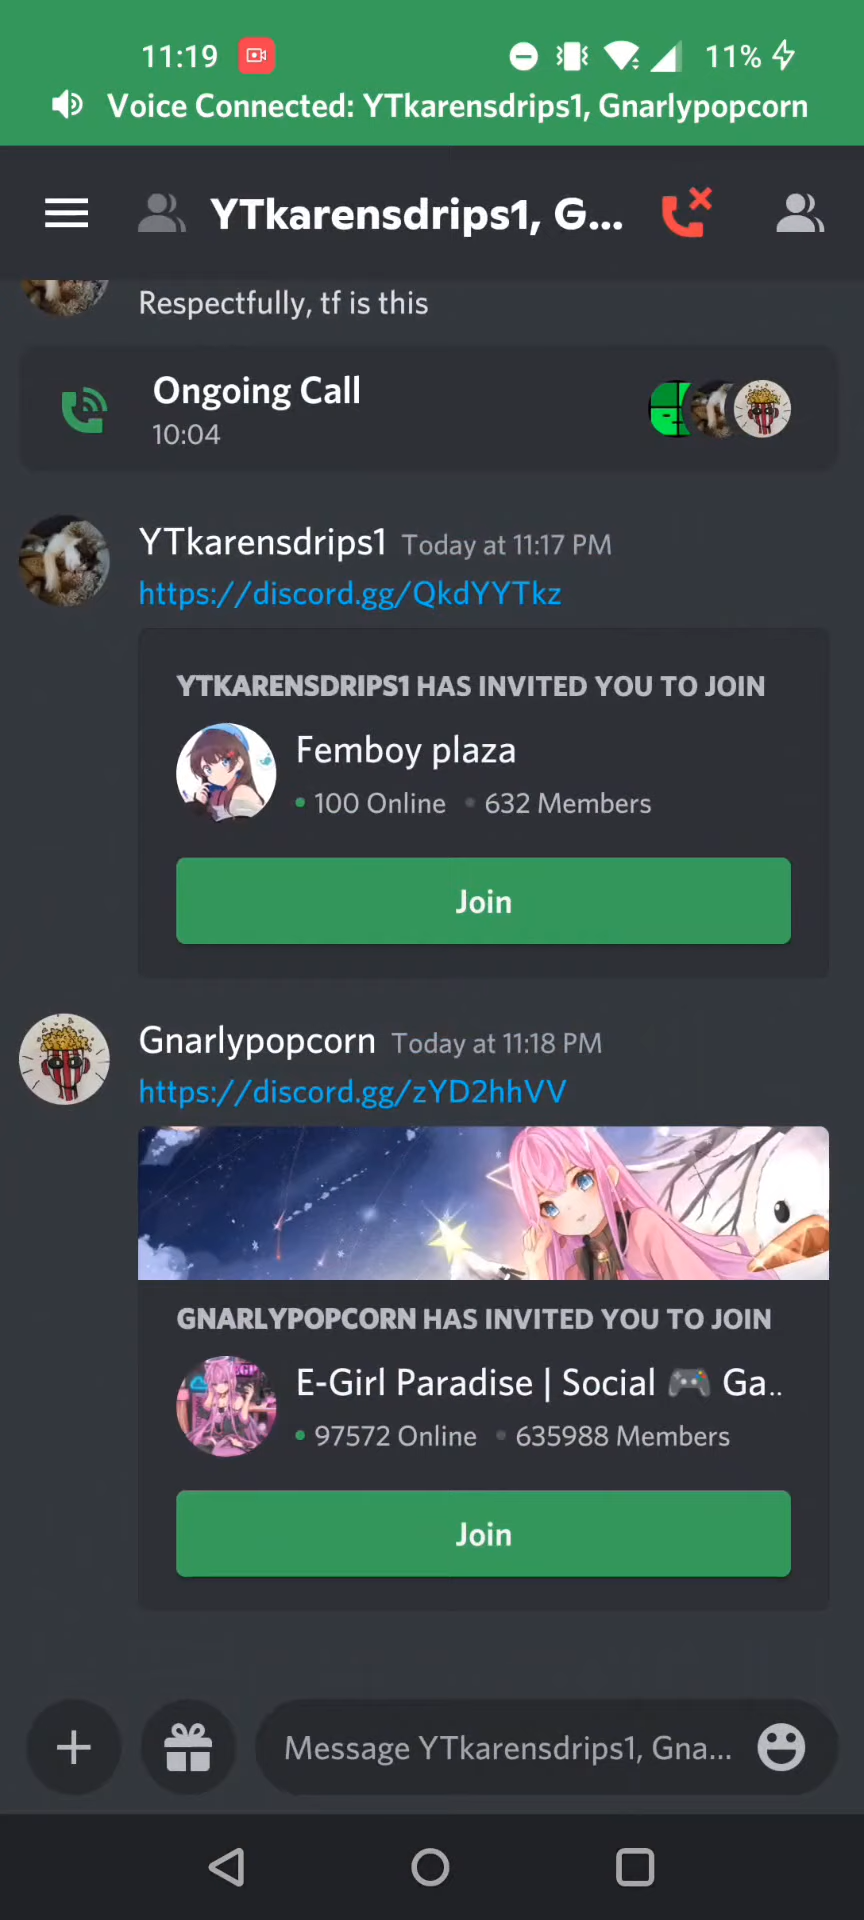 11:19
11%
Voice Connected: YTkarensdrips1, Gnarlypopcorn
YTkarensdrips1, G...
Respectfully, tf is this
Ongoing Call
10:04
YTkarensdrips1 Today at 11:17 PM
https://discord.gg/QkdYYTkz
YTKARENSDRIPS1 HAS INVITED YOU TO JOIN
Femboy plaza
100 Online 632 Members
Join
Gnarlypopcorn Today at 11:18 PM
https://discord.gg/zYD2hhVV
GNARLYPOPCORN HAS INVITED YOU TO JOIN
E-Girl Paradise | Social 🎮 Ga..
97572 Online 635988 Members
Join
Message YTkarensdrips1, Gna...